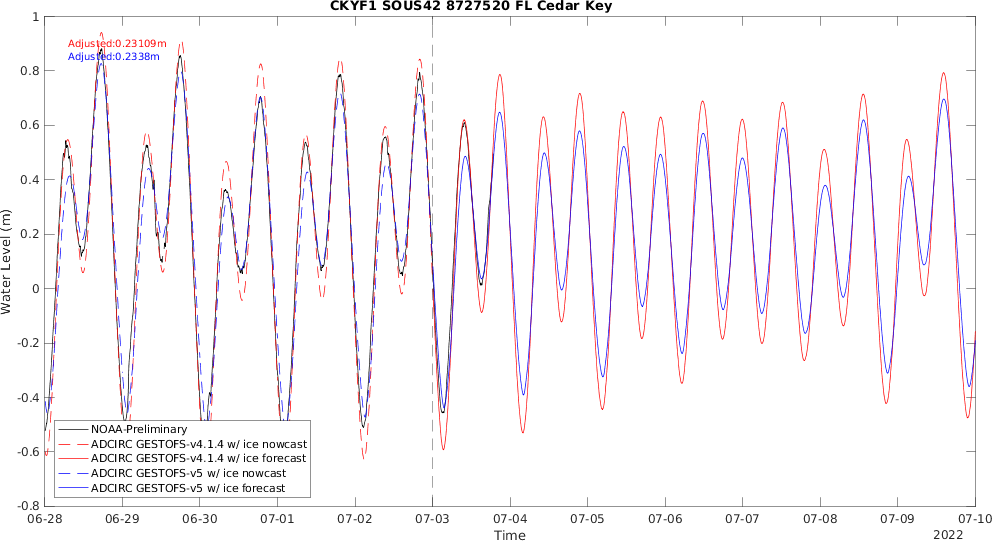 CKYF1 SOUS42 8727520 FL Cedar Key
1
0.8
0.6
0.4
0.2
0
-0.2
-0.4
-0.6
-0.8
Water Level (m)
Adjusted:0.23109m
Adjusted:0.2338m
NOAA-Preliminary
ADCIRC GESTOFS-v4.1.4 w/ ice nowcast
ADCIRC GESTOFS-v4.1.4 w/ ice forecast
ADCIRC GESTOFS-v5 w/ ice nowcast
ADCIRC GESTOFS-v5 w/ ice forecast
06-28 06-29 06-30 07-01 07-02 07-03 07-04 07-05 07-06 07-07 07-08 07-09 07-10
Time
2022